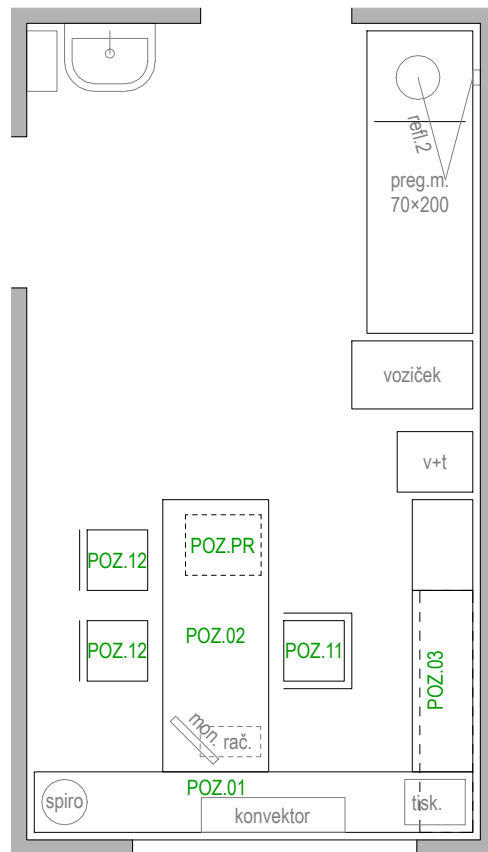 refl.2
preg.m.
70×200
voziček
v+t
POZ.PR
POZ.12
POZ.02
POZ.12
POZ.11
POZ.03
mon.
rač.
POZ.01
spiro
konvektor
tisk.